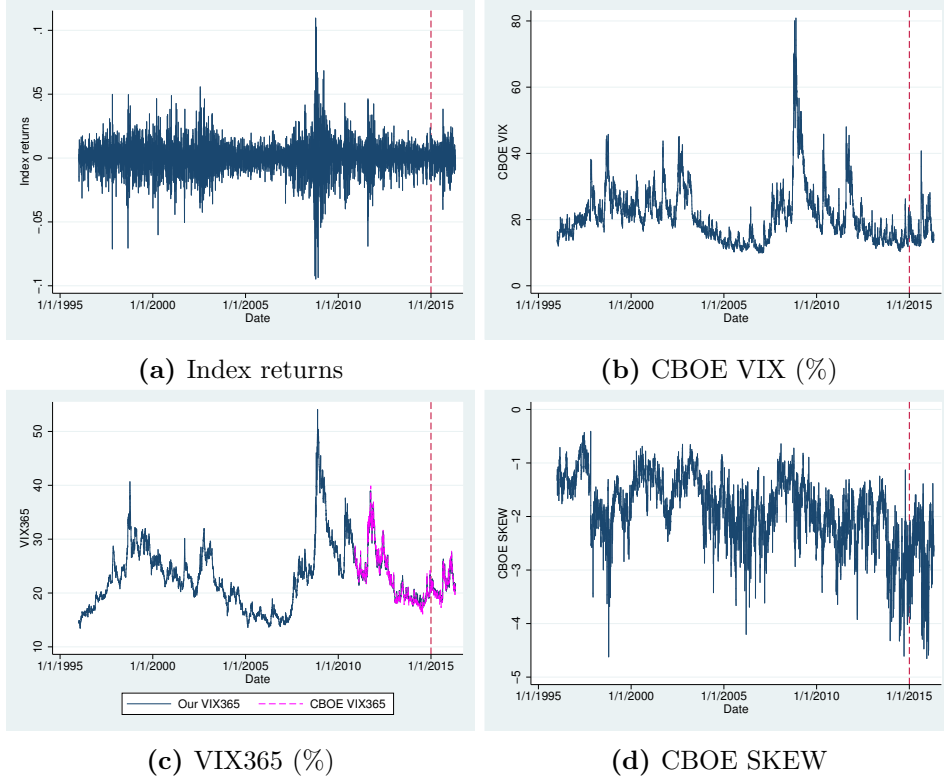 .1
.05
0
-.05
-.1
Index returns
1/1/1995 1/1/2000 1/1/2005 1/1/2010 1/1/2015
Date
(a) Index returns
80
60
40
20
0
CBOE VIX
1/1/1995 1/1/2000 1/1/2005 1/1/2010 1/1/2015
Date
(b) CBOE VIX (%)
50
40
30
20
10
VIX365
1/1/1995 1/1/2000 1/1/2005 1/1/2010 1/1/2015
Date
Our VIX365 CBOE VIX365
(c) VIX365 (%)
0
-1
-2
-3
-4
-5
CBOE SKEW
1/1/1995 1/1/2000 1/1/2005 1/1/2010 1/1/2015
Date
(d) CBOE SKEW